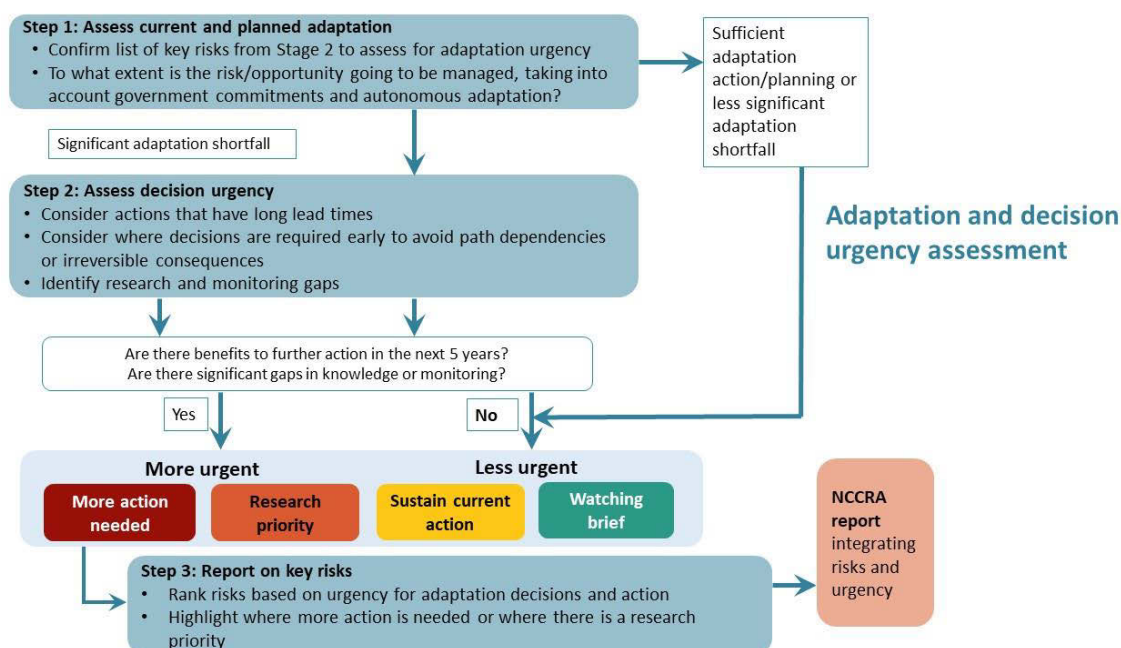 Step 1: Assess current and planned adaptation
• Confirm list of key risks from Stage 2 to assess for adaptation urgency
• To what extent is the risk/opportunity going to be managed, taking into
account government commitments and autonomous adaptation?
Sufficient
adaptation
action/planning or
less significant
adaptation
shortfall
Significant adaptation shortfall
Step 2: Assess decision urgency
• Consider actions that have long lead times
• Consider where decisions are required early to avoid path dependencies
or irreversible consequences
• Identify research and monitoring gaps
Adaptation and decision
urgency assessment
Are there benefits to further action in the next 5 years?
Are there significant gaps in knowledge or monitoring?
Yes
No
More urgent
Less urgent
More action
needed
Research
priority
Sustain current
action
Watching
brief
Step 3: Report on key risks
• Rank risks based on urgency for adaptation decisions and action
• Highlight where more action is needed or where there is a research
priority
NCCRA
report
integrating
risks and
urgency